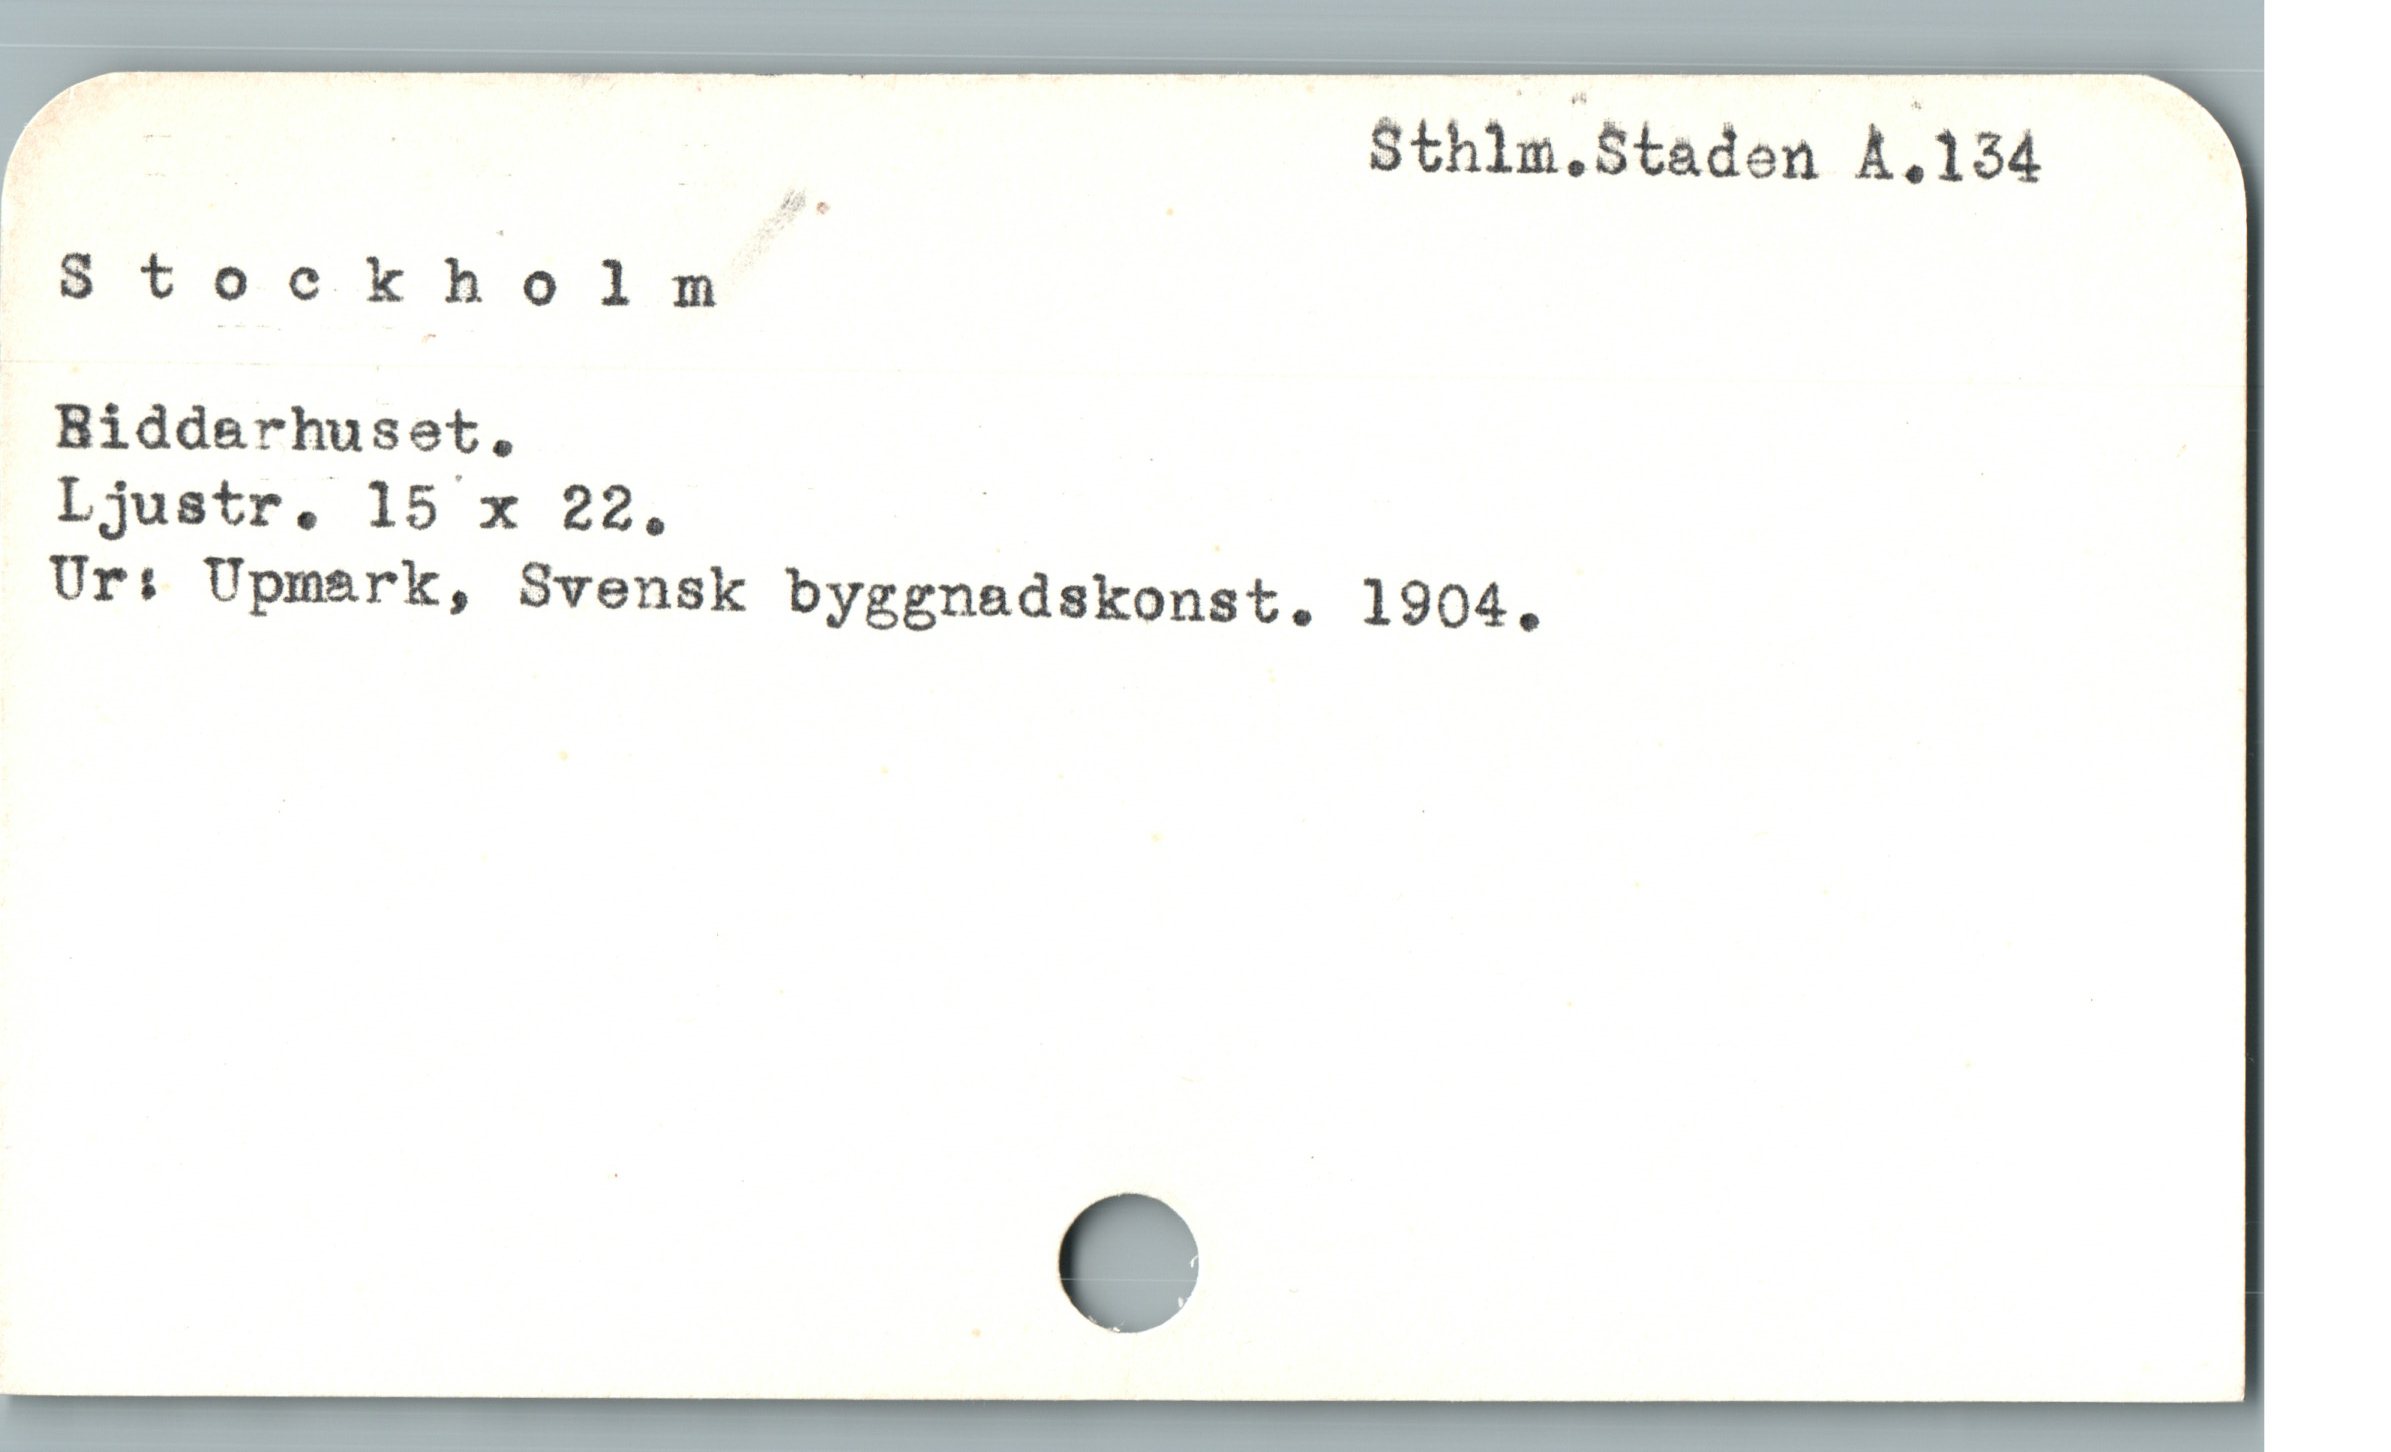 Sthlm.Staden A.134
S t o c k h o l m
Riddarhuset.
Ljustr. 15 x 22.
Ur: Upmark, Svensk byggnadskonst. 1904.